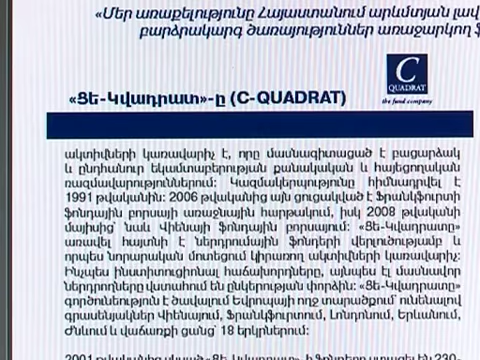 «Մեր առաքելությունը Հայաստանում արևմտյան լավ
բարձրակարգ ծառայություններ առաջարկող ֆ
C
QUADRAT
the fund company
«Ցե-Կվադրատ»-ը (C-QUADRAT)
ակտիվների կառավարիչ է, որը մասնագիտացած է բացարձակ
և ընդհանուր եկամտաբերության քանակական և հայեցողական
ռազմավարություններում: Կազմակերպությունը հիմնադրվել է
1991 թվականին: 2006 թվականից այն ցուցակված է Ֆրանկֆուրտի
ֆոնդային բորսայի առաջնային հարթակում, իսկ 2008 թվականի
մայիսից՝ նաև Վիեննայի ֆոնդային բորսայում: «Ցե-Կվադրատը»
առավել հայտնի է ներդրումային ֆոնդերի վերլուծությամբ և
որպես նորարական մոտեցում կիրառող ակտիվների կառավարիչ:
Ինչպես ինստիտուցիոնալ հաճախորդները, այնպես էլ մասնավոր
ներդրողները վստահում են ընկերության փորձին: «Ցե-Կվադրատը»
գործունեություն է ծավալում Եվրոպայի ողջ տարածքում՝ ունենալով
գրասենյակներ Վիեննայում, Ֆրանկֆուրտում, Լոնդոնում, Երևանում,
Ժնևում և վաճառքի ցանց՝ 18 երկրներում: